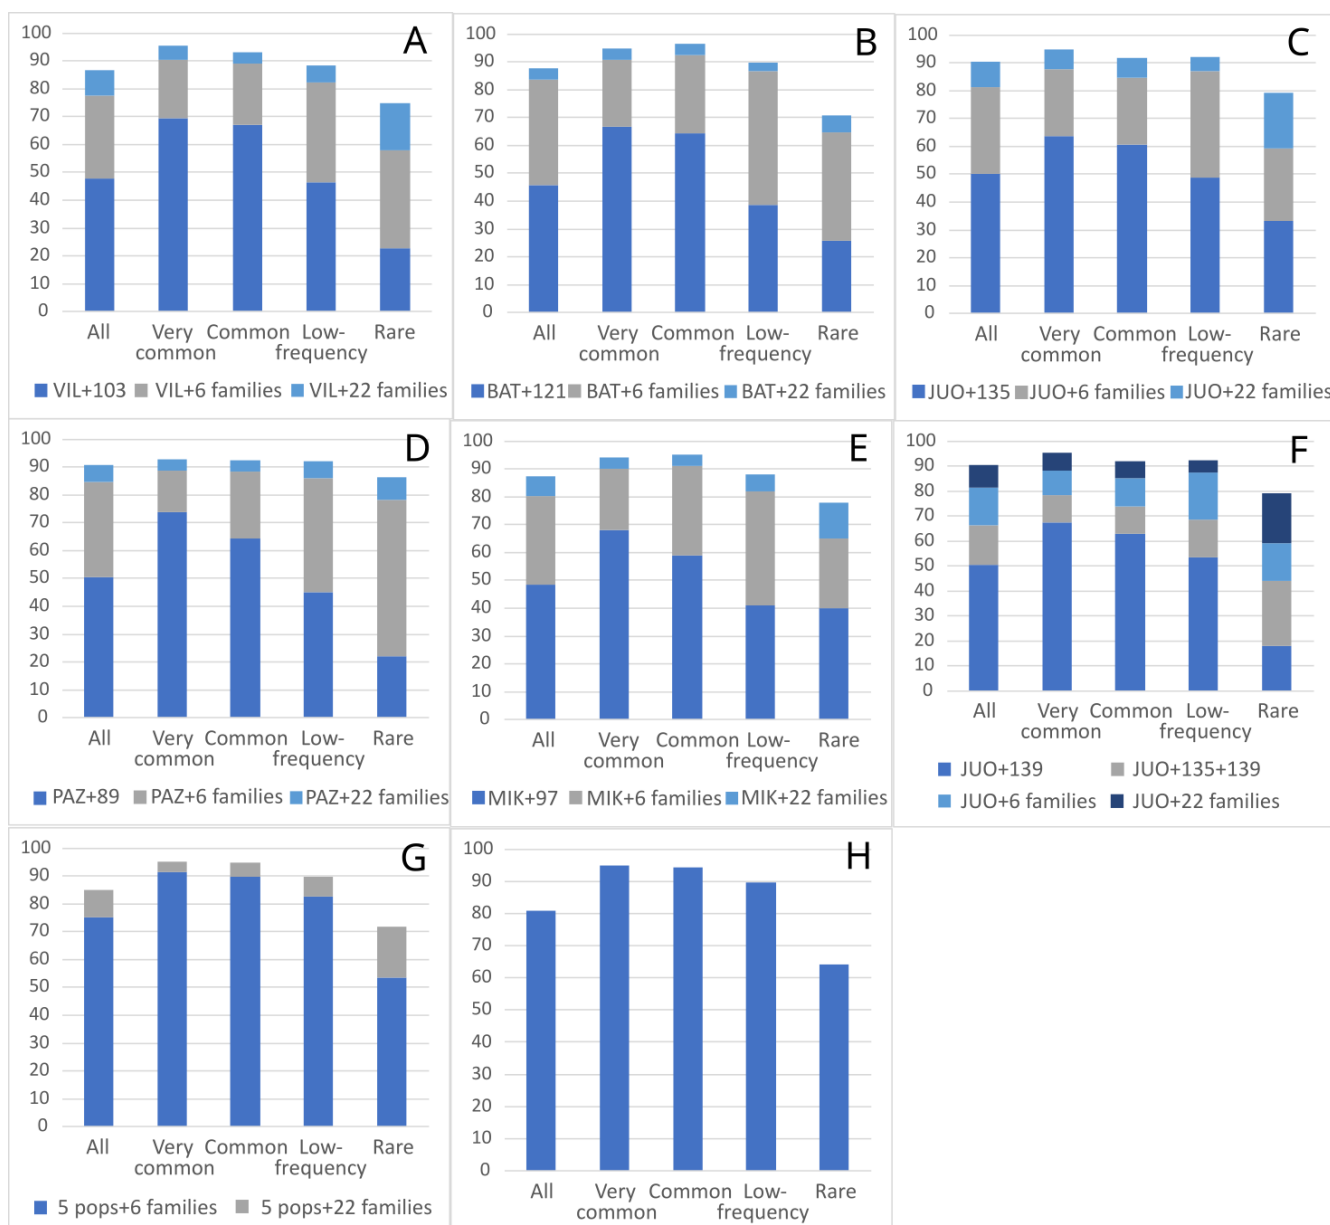 A
100
90
80
70
60
50
40
30
20
10
0
All Very Common Low- Rare
common frequency
VIL+103 VIL+6 families VIL+22 families
B
100
90
80
70
60
50
40
30
20
10
0
All Very Common Low- Rare
common frequency
BAT+121 BAT+6 families BAT+22 families
C
100
90
80
70
60
50
40
30
20
10
0
All Very Common Low- Rare
common frequency
JUO+135 JUO+6 families JUO+22 families
D
100
90
80
70
60
50
40
30
20
10
0
All Very Common Low- Rare
common frequency
PAZ+89 PAZ+6 families PAZ+22 families
E
100
90
80
70
60
50
40
30
20
10
0
All Very Common Low- Rare
common frequency
MIK+97 MIK+6 families MIK+22 families
F
100
90
80
70
60
50
40
30
20
10
0
All Very Common Low- Rare
common frequency
JUO+139 JUO+135+139
JUO+6 families JUO+22 families
G
100
90
80
70
60
50
40
30
20
10
0
All Very Common Low- Rare
common frequency
5 pops+6 families 5 pops+22 families
H
100
90
80
70
60
50
40
30
20
10
0
All Very Common Low- Rare
common frequency